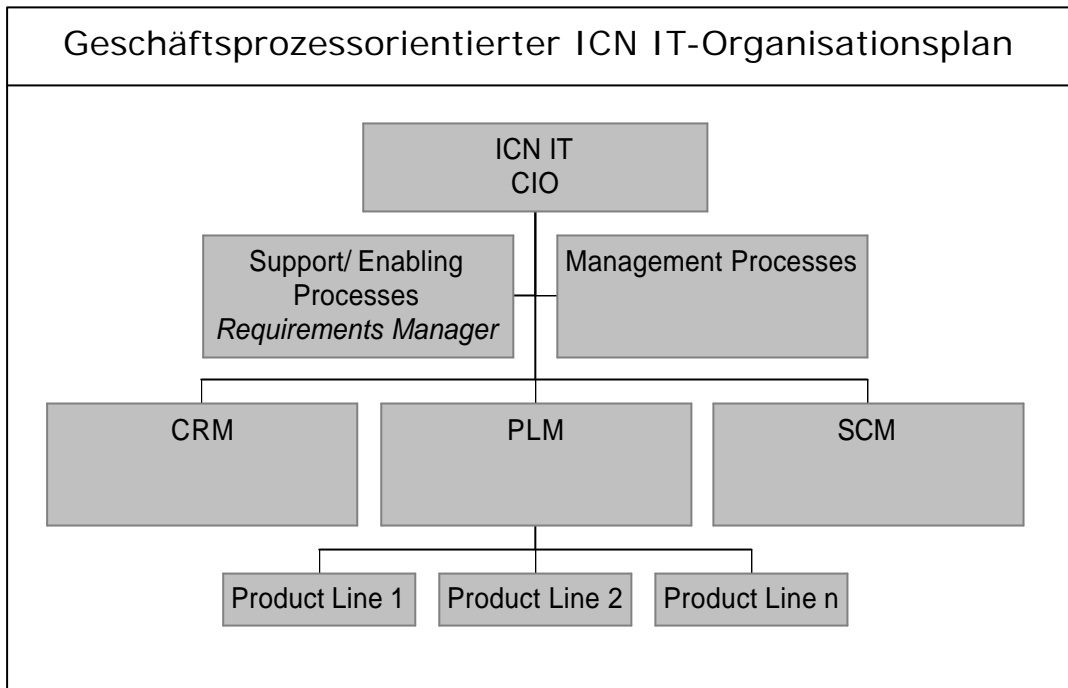 Geschäftsprozessorientierter ICN IT-Organisationsplan
ICN IT
CIO
Support/ Enabling
Processes
Requirements Manager
Management Processes
CRM
PLM
SCM
Product Line 1
Product Line 2
Product Line n